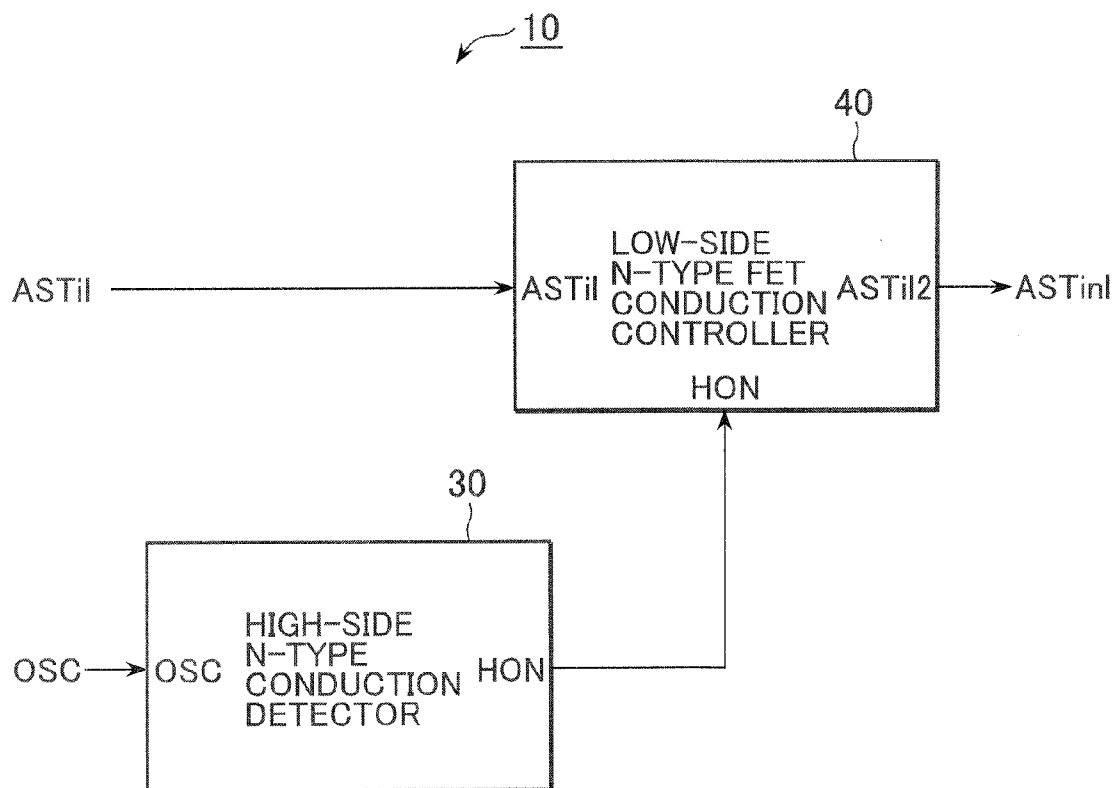 10
40
LOW-SIDE
N-TYPE FET
CONDUCTION
CONTROLLER
ASTil
ASTil
ASTil2
ASTinl
HON
30
HIGH-SIDE
N-TYPE
CONDUCTION
DETECTOR
OSC
OSC
HON